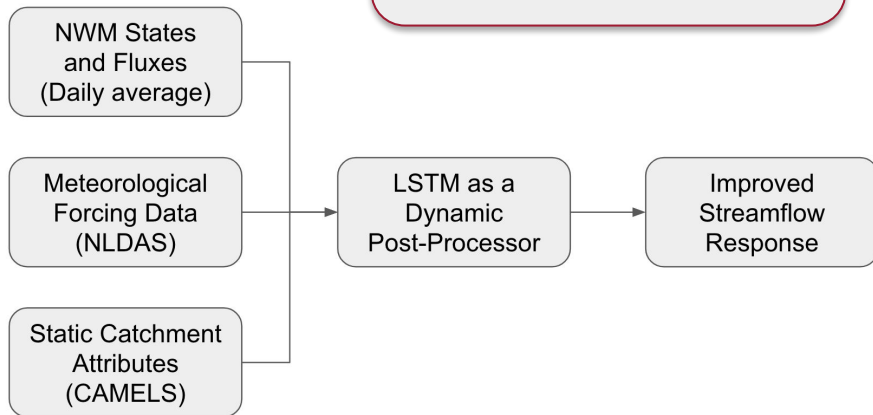 NWM States
and Fluxes
(Daily average)
Meteorological
Forcing Data
(NLDAS)
Static Catchment
Attributes
(CAMELS)
LSTM as a
Dynamic
Post-Processor
Improved
Streamflow
Response